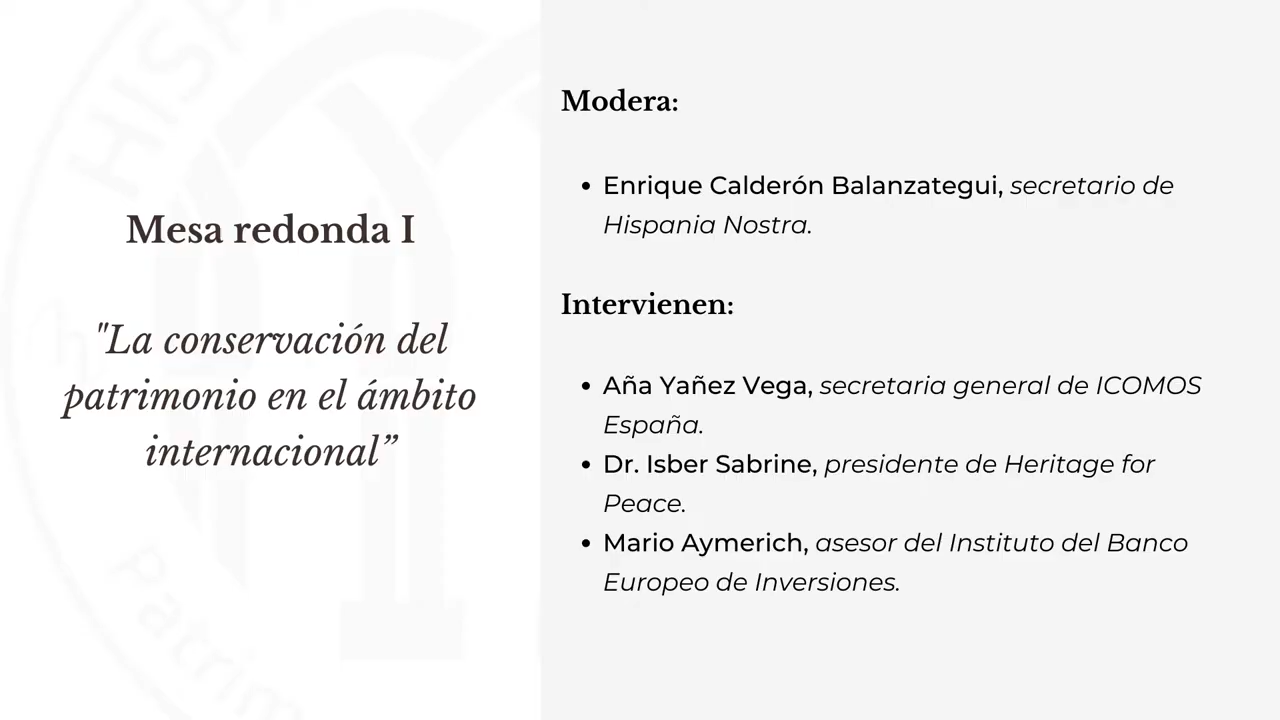 Mesa redonda I
"La conservación del
patrimonio en el ámbito
internacional”
Modera:
• Enrique Calderón Balanzategui, secretario de
Hispania Nostra.
Intervienen:
• Aña Yañez Vega, secretaria general de ICOMOS
España.
• Dr. Isber Sabrine, presidente de Heritage for
Peace.
• Mario Aymerich, asesor del Instituto del Banco
Europeo de Inversiones.